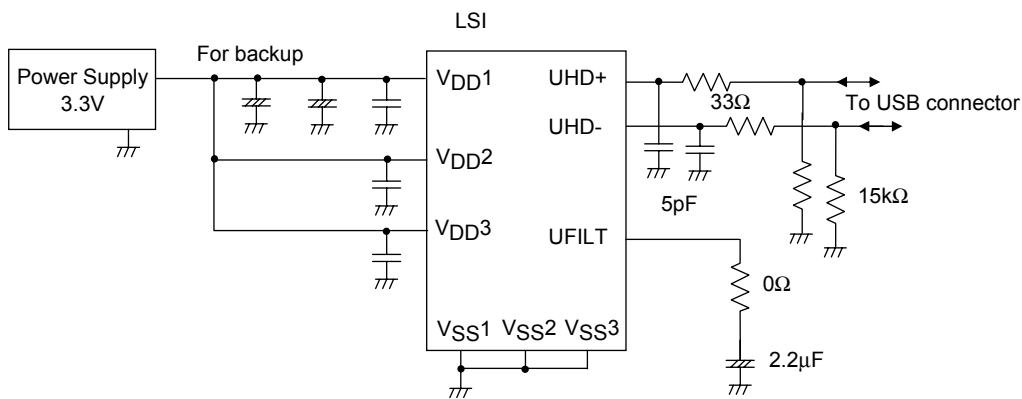 LSI
For backup
Power Supply
3.3V
VDD1
VDD2
VDD3
UHD+
UHD-
UFILT
VSS1 VSS2 VSS3
33Ω
To USB connector
5pF
15kΩ
0Ω
2.2μF